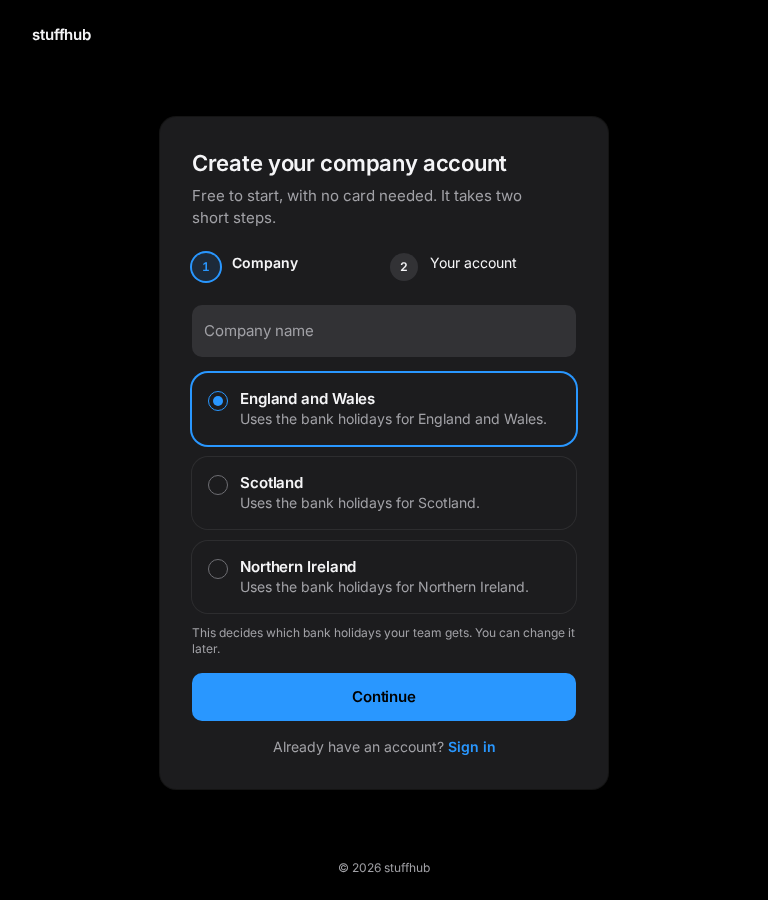 stuffhub
Create your company account
Free to start, with no card needed. It takes two
short steps.
1 Company
2 Your account
Company name
England and Wales
Uses the bank holidays for England and Wales.
Scotland
Uses the bank holidays for Scotland.
Northern Ireland
Uses the bank holidays for Northern Ireland.
This decides which bank holidays your team gets. You can change it
later.
Continue
Already have an account? Sign in
© 2026 stuffhub